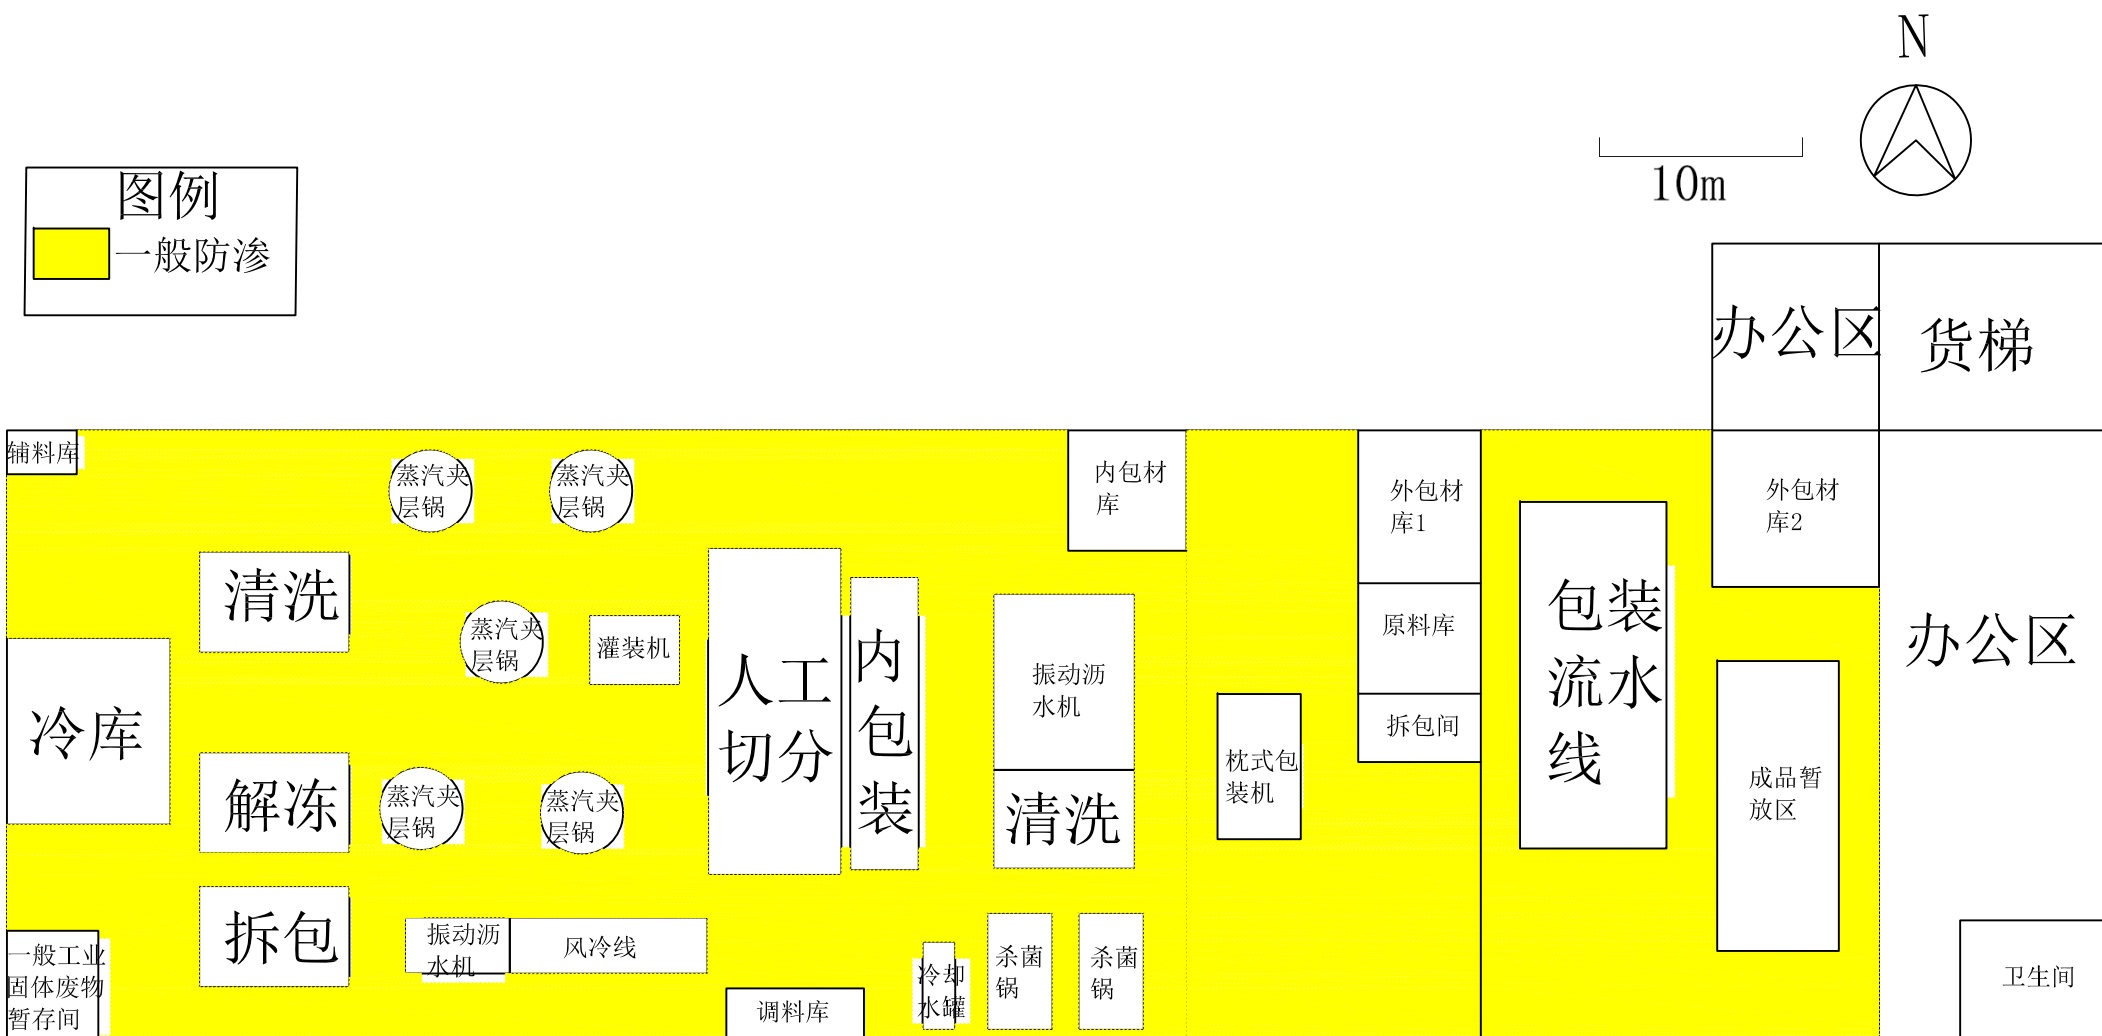 N
10m
图例
一般防渗
办公区
货梯
辅料库
蒸汽夹
层锅
蒸汽夹
层锅
内包材
库
外包材
库1
外包材
库2
清洗
蒸汽夹
层锅
灌装机
人工
切分
内
包
装
振动沥
水机
原料库
拆包间
包装
流水
线
办公区
冷库
解冻
蒸汽夹
层锅
蒸汽夹
层锅
清洗
枕式包
装机
成品暂
放区
拆包
振动沥
水机
风冷线
一般工业
固体废物
暂存间
调料库
冷却
水罐
杀菌
锅
杀菌
锅
卫生间